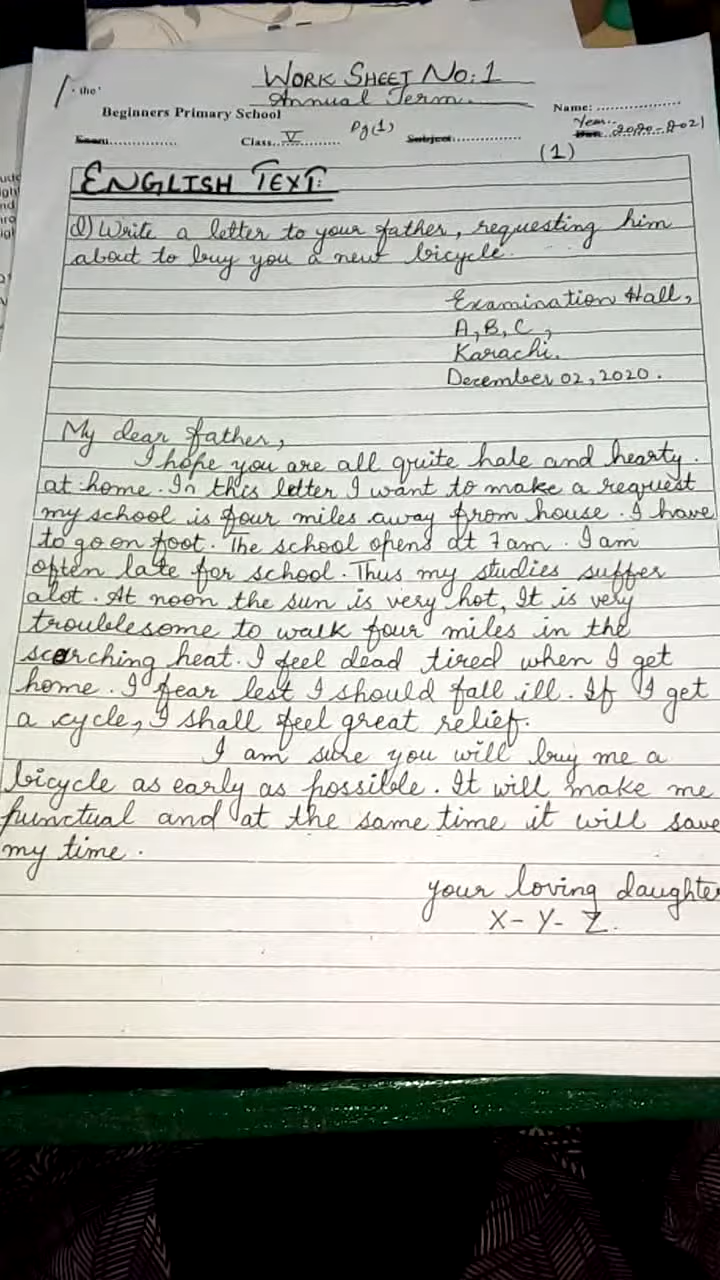 WORK SHEET NO:1
Annual Term.
the'
Beginners Primary School
Name: ..................
Exam............... Class...V.......... Pg(1) Subject............... Year.. 2020-2021
(1)
ENGLISH TEXT:
Q) Write a letter to your father, requesting him
about to buy you a new bicycle.
Examination Hall,
A, B, C,
Karachi.
December 02, 2020.
My dear father,
I hope you are all quite hale and hearty.
at home. In this letter I want to make a request
my school is four miles away from house. I have
to go on foot. The school opens at 7 am. I am
often late for school. Thus my studies suffer
alot. At noon the sun is very hot, It is very
troublesome to walk four miles in the
scorching heat. I feel dead tired when I get
home. I fear lest I should fall ill. If I get
a cycle, I shall feel great relief.
I am sure you will buy me a
bicycle as early as possible. It will make me
punctual and at the same time it will save
my time.
your loving daughter
X- Y- Z.